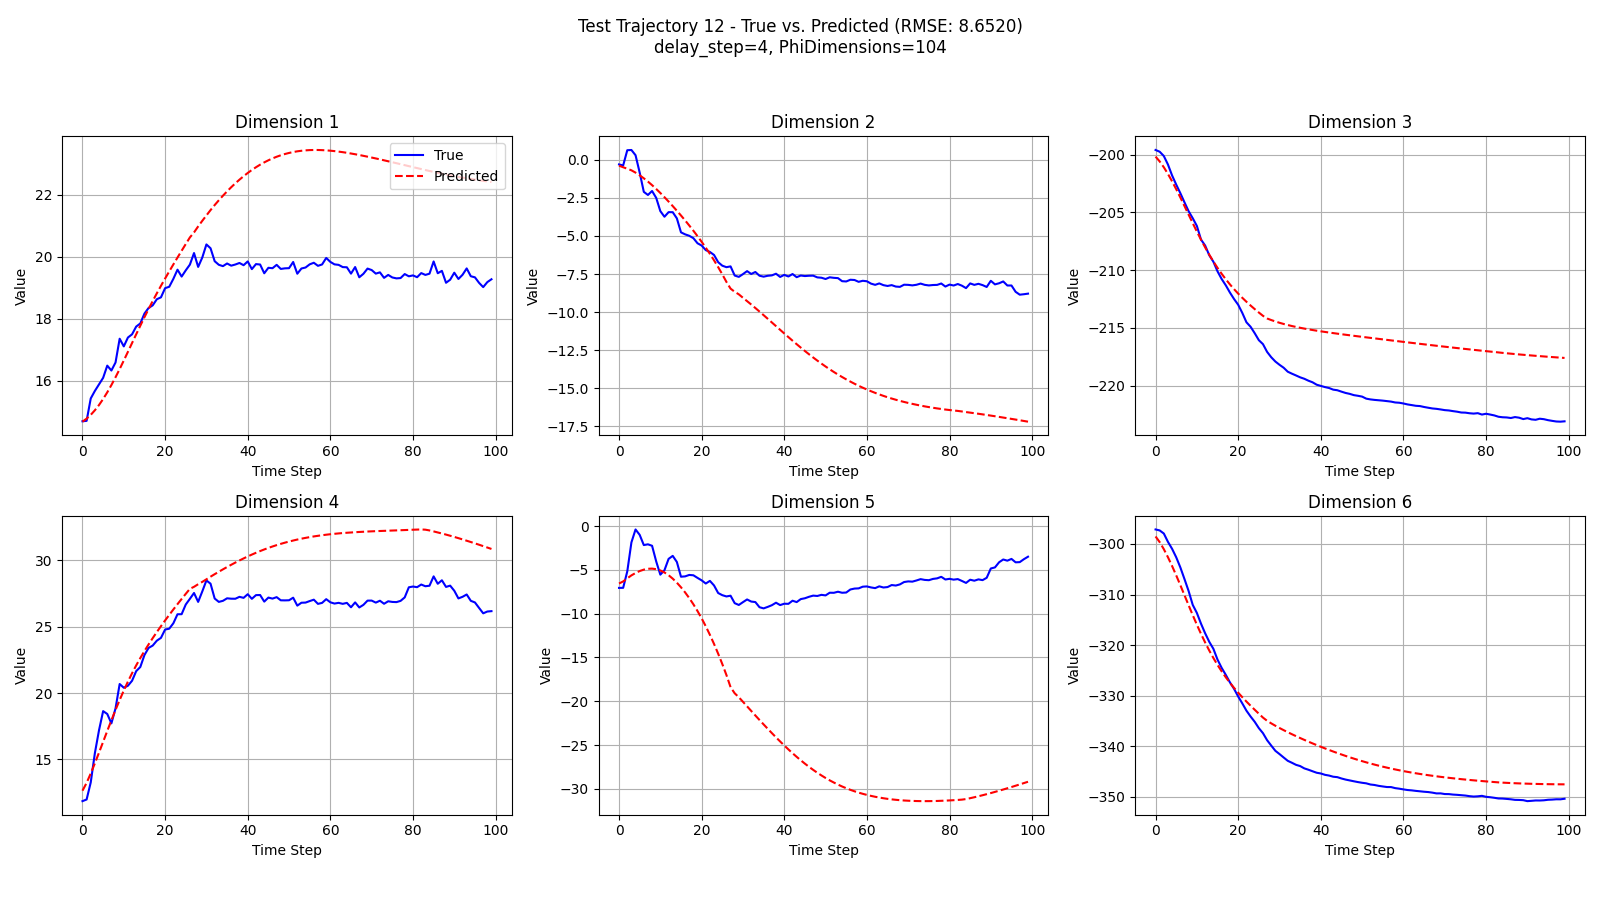 Test Trajectory 12 - True vs. Predicted (RMSE: 8.6520)
delay_step=4, PhiDimensions=104
Dimension 1
True
Predicted
22
20
18
16
Value
0 20 40 60 80 100
Time Step
Dimension 2
0.0
−2.5
−5.0
−7.5
−10.0
−12.5
−15.0
−17.5
Value
0 20 40 60 80 100
Time Step
Dimension 3
−200
−205
−210
−215
−220
Value
0 20 40 60 80 100
Time Step
Dimension 4
30
25
20
15
Value
0 20 40 60 80 100
Time Step
Dimension 5
0
−5
−10
−15
−20
−25
−30
Value
0 20 40 60 80 100
Time Step
Dimension 6
−300
−310
−320
−330
−340
−350
Value
0 20 40 60 80 100
Time Step